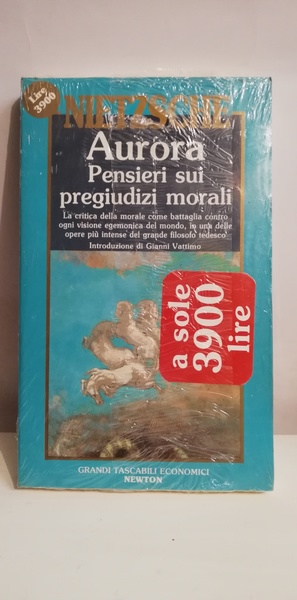 Lire
3900
NIETZSCHE
Aurora
Pensieri sui
pregiudizi morali
La critica della morale come battaglia contro
ogni visione egemonica del mondo, in una delle
opere più intense del grande filosofo tedesco
Introduzione di Gianni Vattimo
a sole
3900
lire
GRANDI TASCABILI ECONOMICI
NEWTON